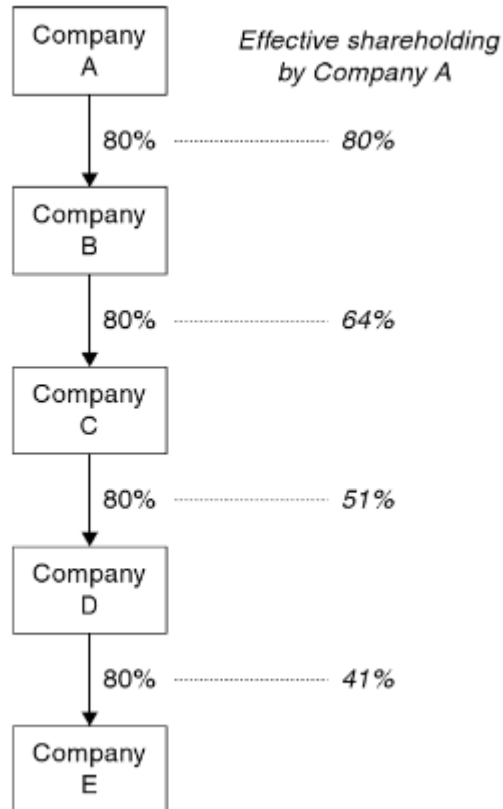 Company
A
Effective shareholding
by Company A
80%
80%
Company
B
80%
64%
Company
C
80%
51%
Company
D
80%
41%
Company
E